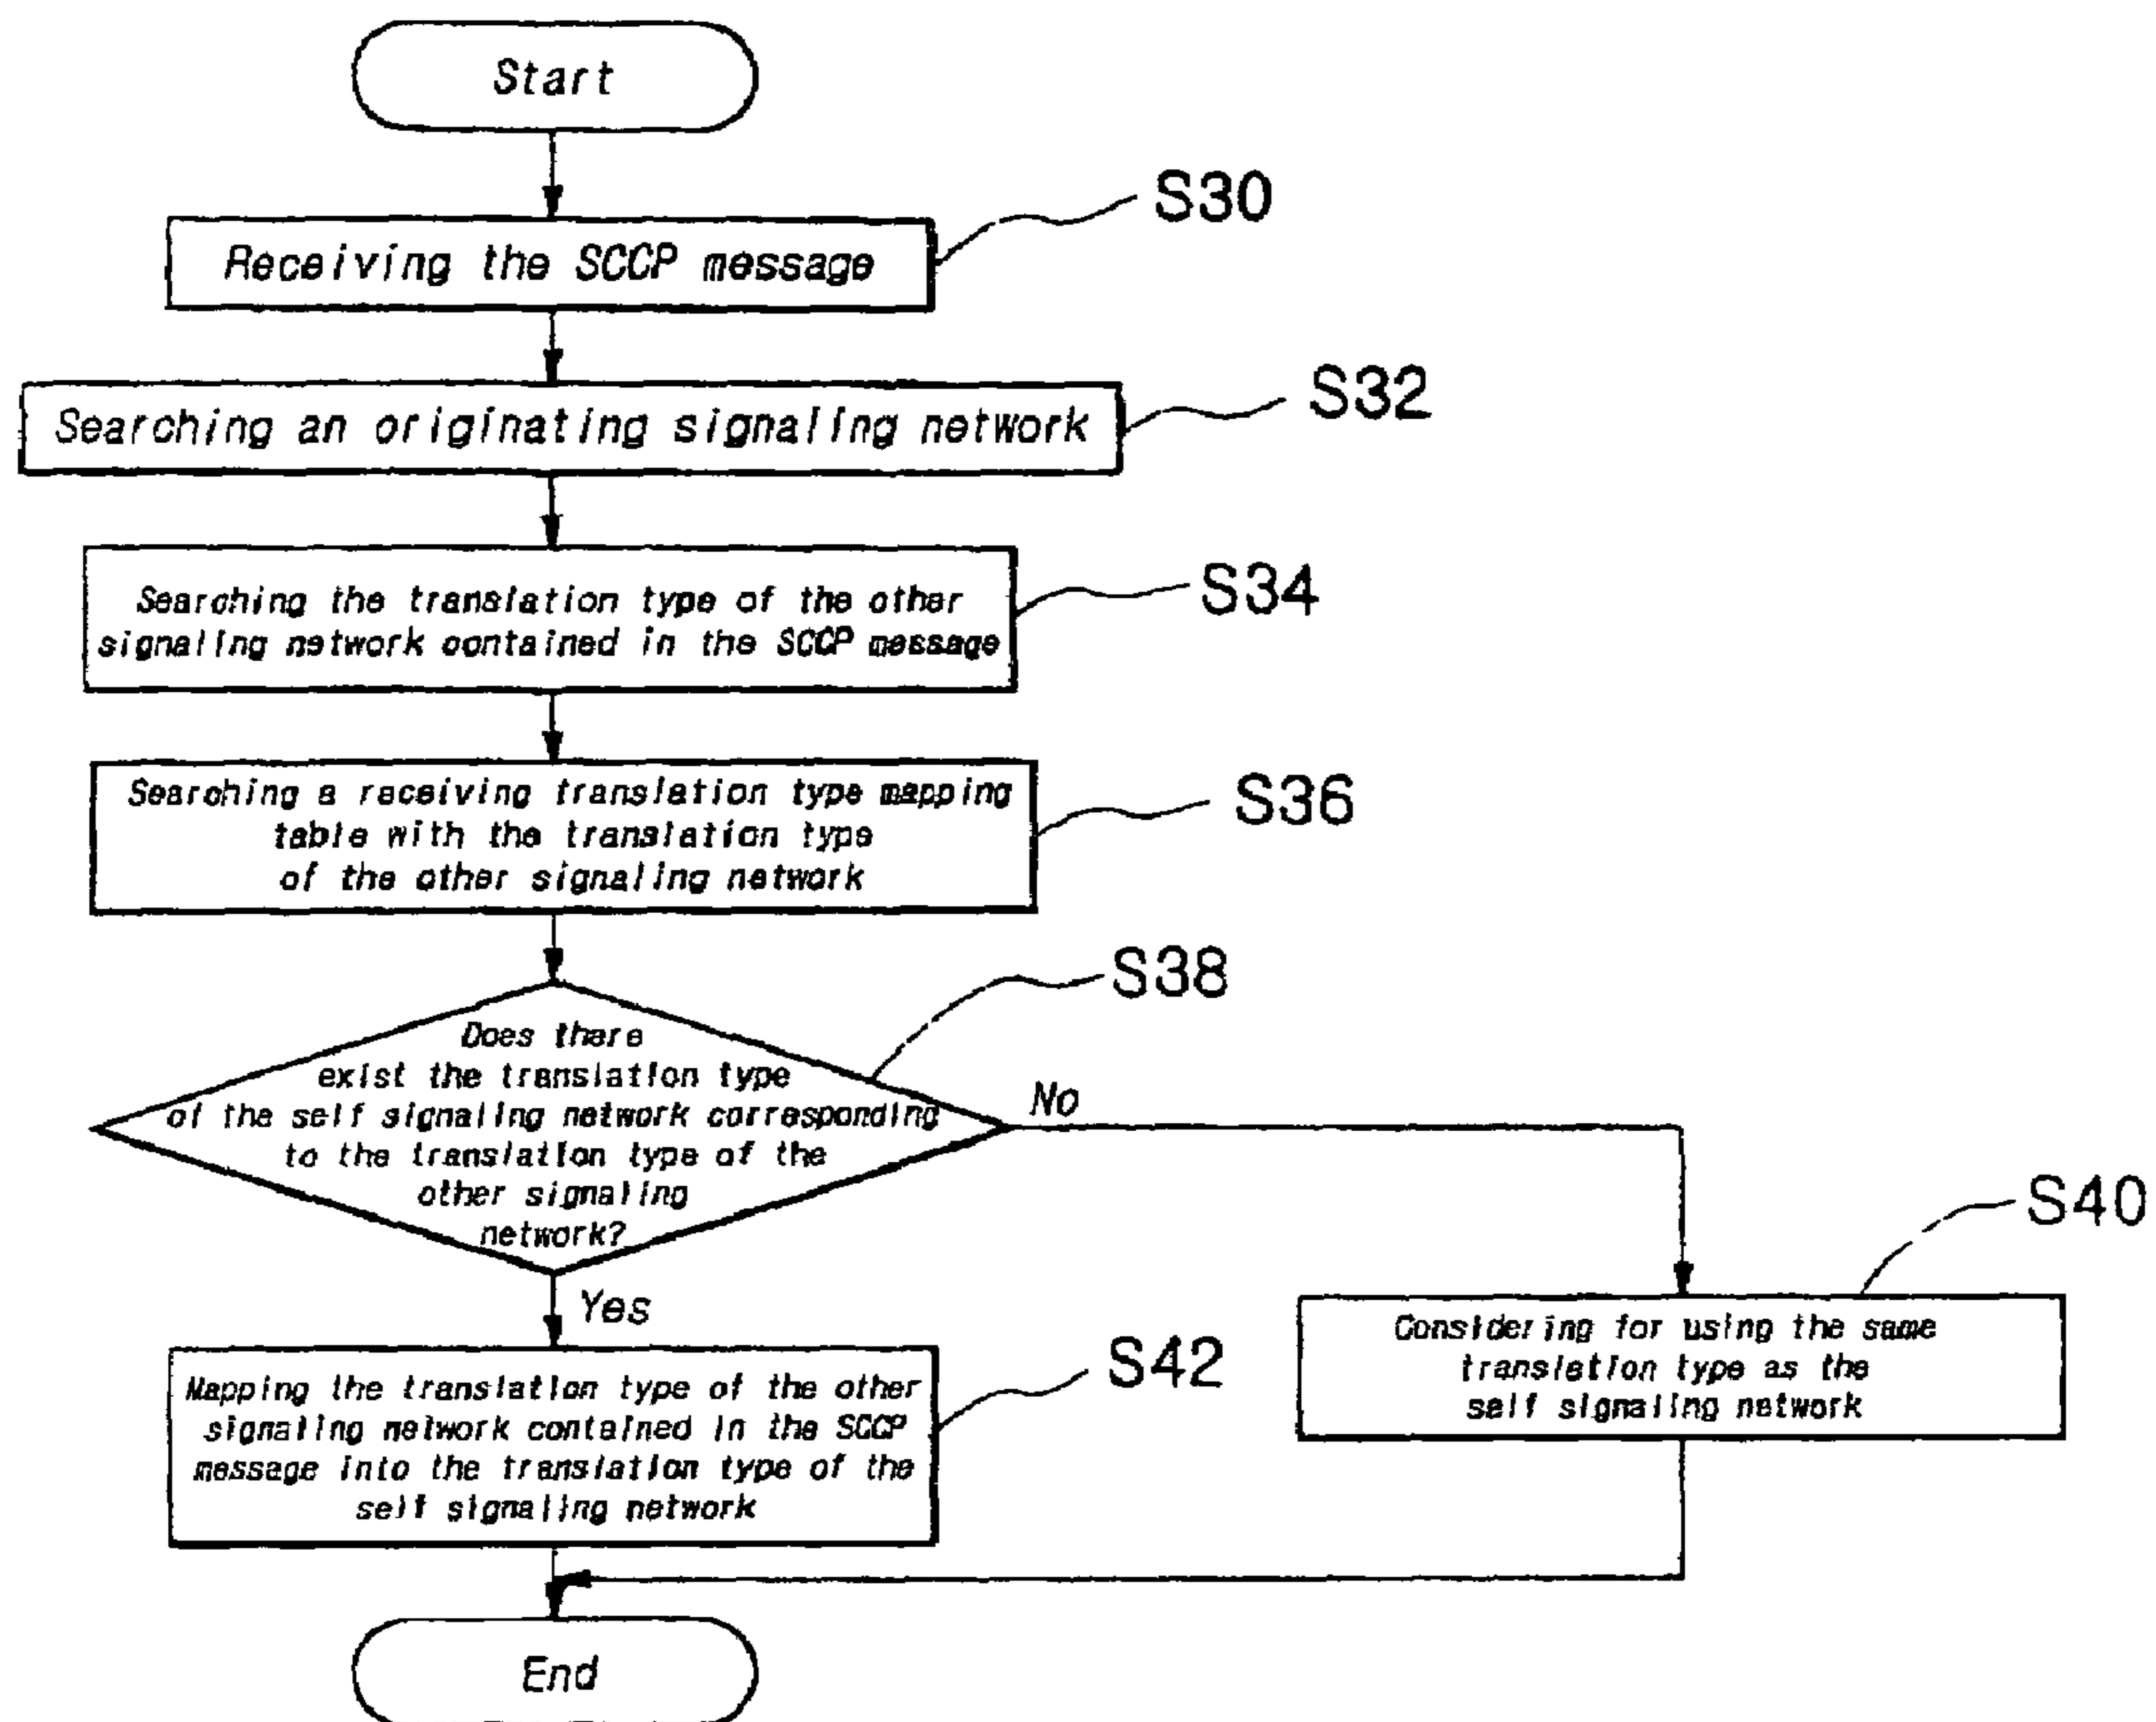 Start
S30
Receiving the SCCP message
S32
Searching an originating signaling network
S34
Searching the translation type of the other
signaling network contained in the SCCP message
S36
Searching a receiving translation type mapping
table with the translation type
of the other signaling network
S38
Does there
exist the translation type
of the self signaling network corresponding
to the translation type of the
other signaling
network?
No
Yes
S40
Considering for using the same
translation type as the
self signaling network
S42
Mapping the translation type of the other
signaling network contained in the SCCP
message into the translation type of the
self signaling network
End